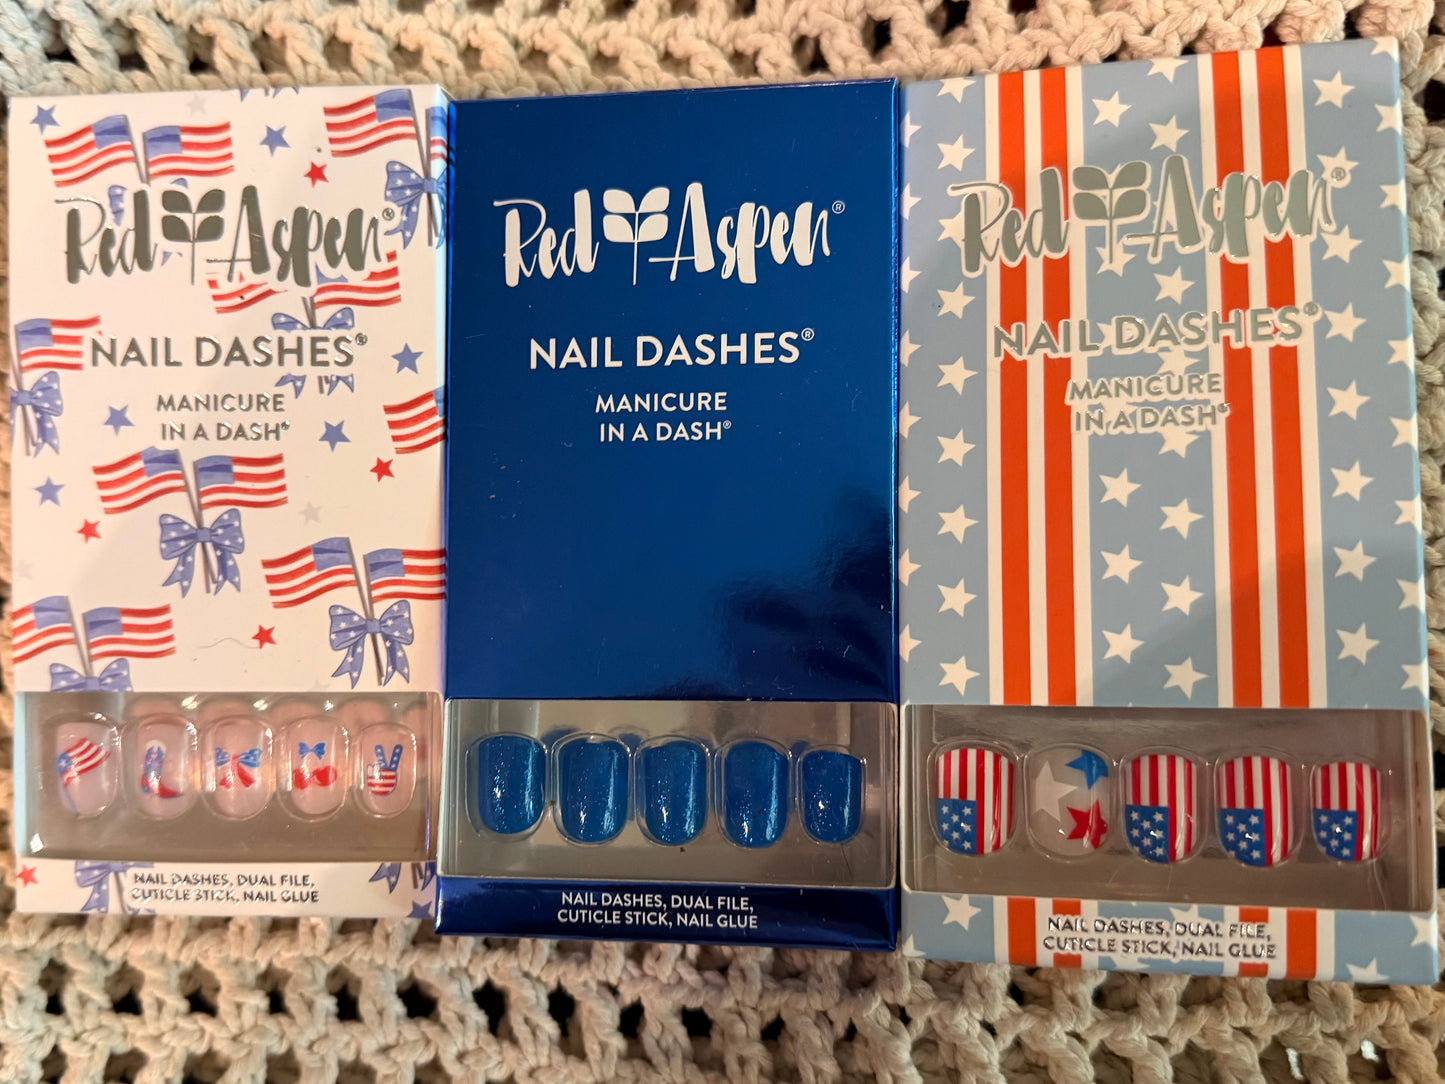 Red Aspen®
NAIL DASHES®
MANICURE
IN A DASH®
NAIL DASHES, DUAL FILE,
CUTICLE STICK, NAIL GLUE
Red Aspen®
NAIL DASHES®
MANICURE
IN A DASH®
NAIL DASHES, DUAL FILE,
CUTICLE STICK, NAIL GLUE
Red Aspen®
NAIL DASHES®
MANICURE
IN A DASH®
NAIL DASHES, DUAL FILE,
CUTICLE STICK, NAIL GLUE